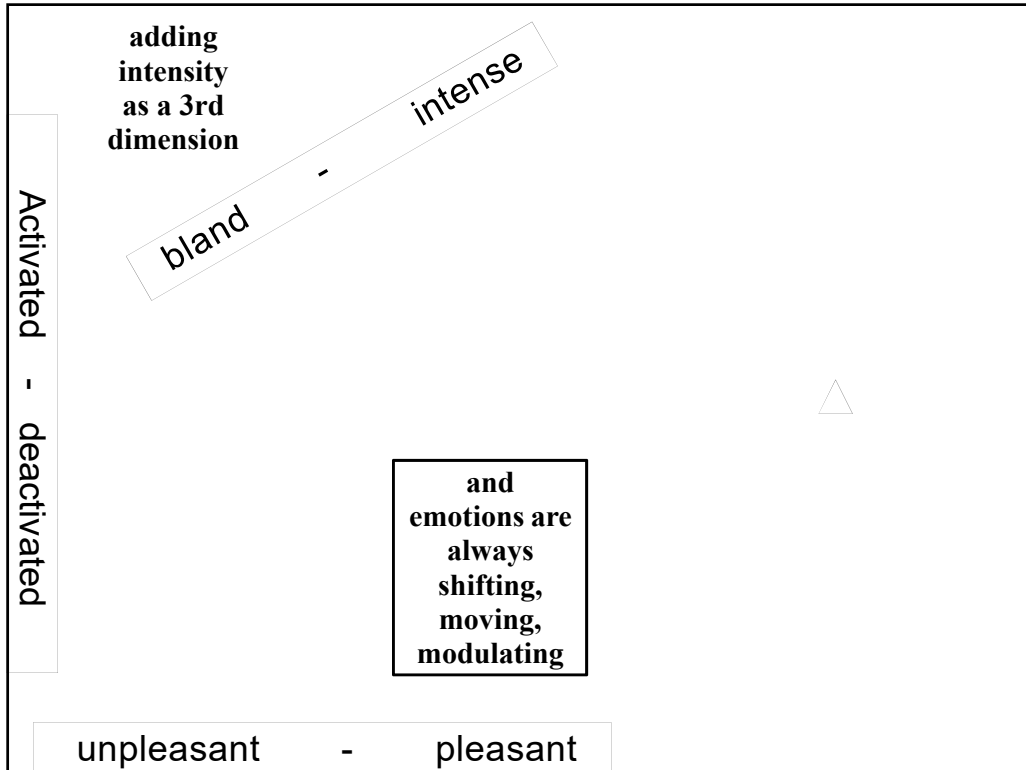 adding
intensity
as a 3rd
dimension
bland - intense
Activated - deactivated
and
emotions are
always
shifting,
moving,
modulating
unpleasant - pleasant